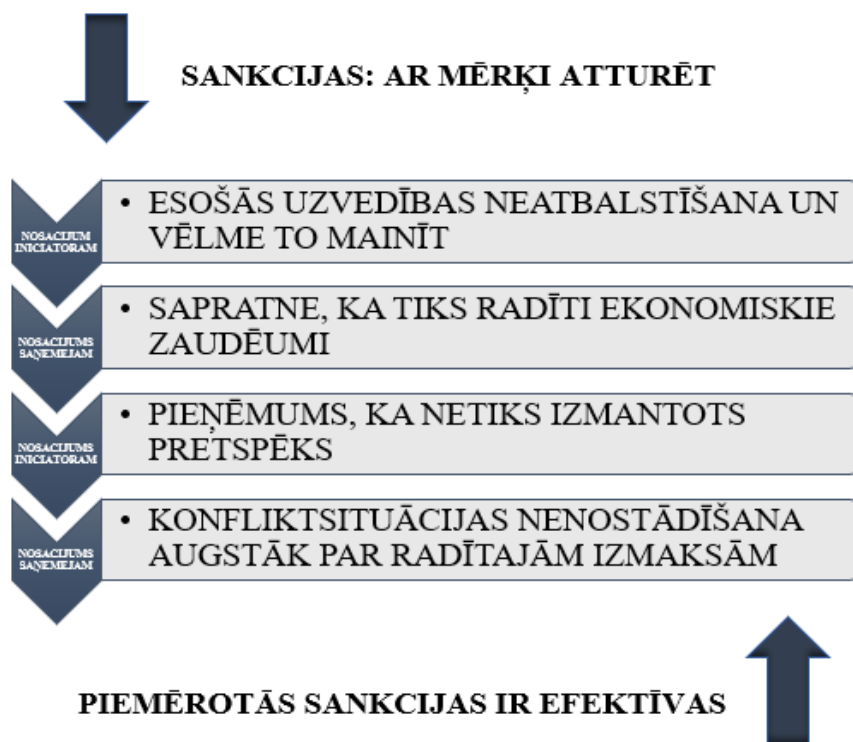 SANKCIJAS: AR MĒRĶI ATTURĒT
NOSACIJUM
INICIATORAM
• ESOŠĀS UZVEDĪBAS NEATBALSTĪŠANA UN
VĒLME TO MAINĪT
NOSACIJUMS
SAŅEMEJAM
• SAPRATNE, KA TIKS RADĪTI EKONOMISKIE
ZAUDĒUMI
NOSACIJUMS
INICIATORAM
• PIEŅĒMUMS, KA NETIKS IZMANTOTS
PRETSPĒKS
NOSACIJUMS
SAŅEMEJAM
• KONFLIKTSITUĀCIJAS NENOSTĀDĪŠANA
AUGSTĀK PAR RADĪTAJĀM IZMAKSĀM
PIEMĒROTĀS SANKCIJAS IR EFEKTĪVAS